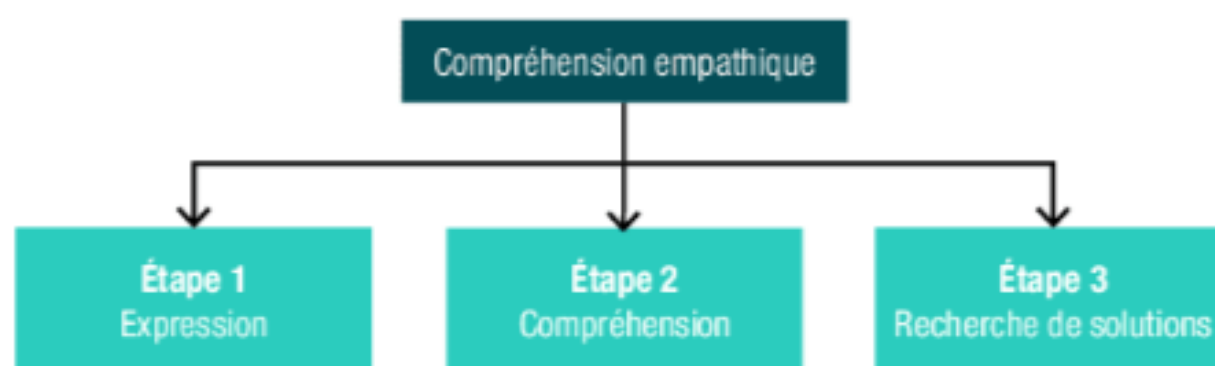 Compréhension empathique
Étape 1
Expression
Étape 2
Compréhension
Étape 3
Recherche de solutions